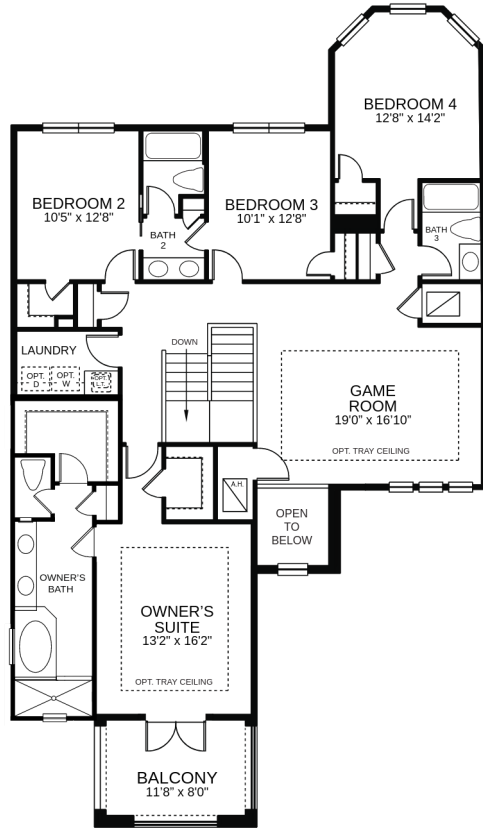 BEDROOM 4
12'8" x 14'2"
BEDROOM 2
10'5" x 12'8"
BEDROOM 3
10'1" x 12'8"
BATH
2
BATH
3
LAUNDRY
OPT.
D
OPT.
W
OPT.
L.T.
DOWN
GAME
ROOM
19'0" x 16'10"
OPT. TRAY CEILING
A.H.
OPEN
TO
BELOW
OWNER'S
BATH
OWNER'S
SUITE
13'2" x 16'2"
OPT. TRAY CEILING
BALCONY
11'8" x 8'0"